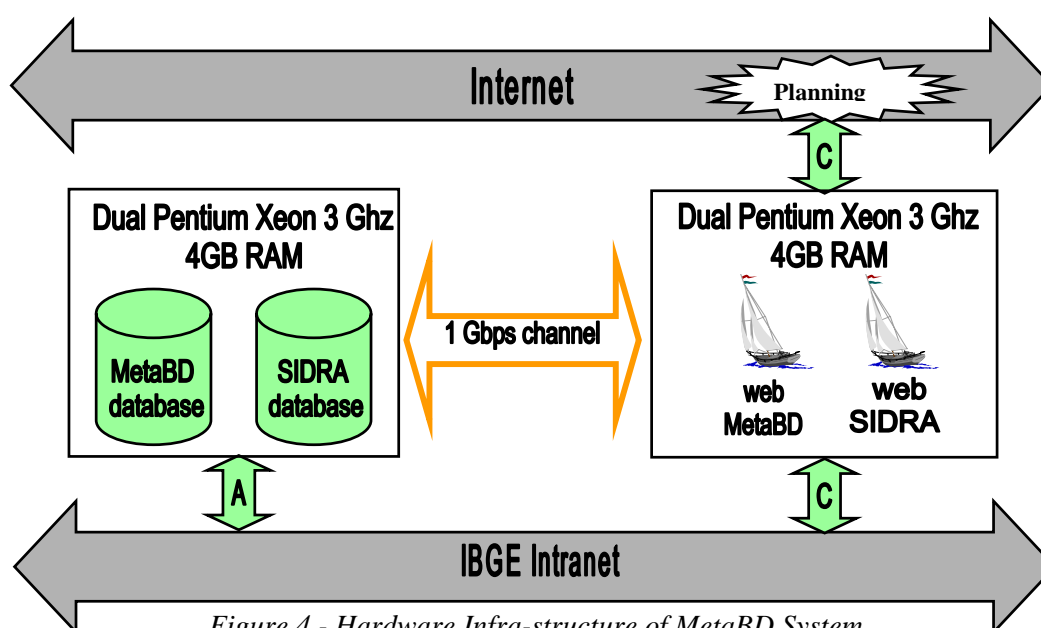 Internet
Planning
C
Dual Pentium Xeon 3 Ghz
4GB RAM
MetaBD
database
SIDRA
database
1 Gbps channel
Dual Pentium Xeon 3 Ghz
4GB RAM
web
MetaBD
web
SIDRA
A
C
IBGE Intranet
Figure 4 - Hardware Infra-structure of MetaBD System